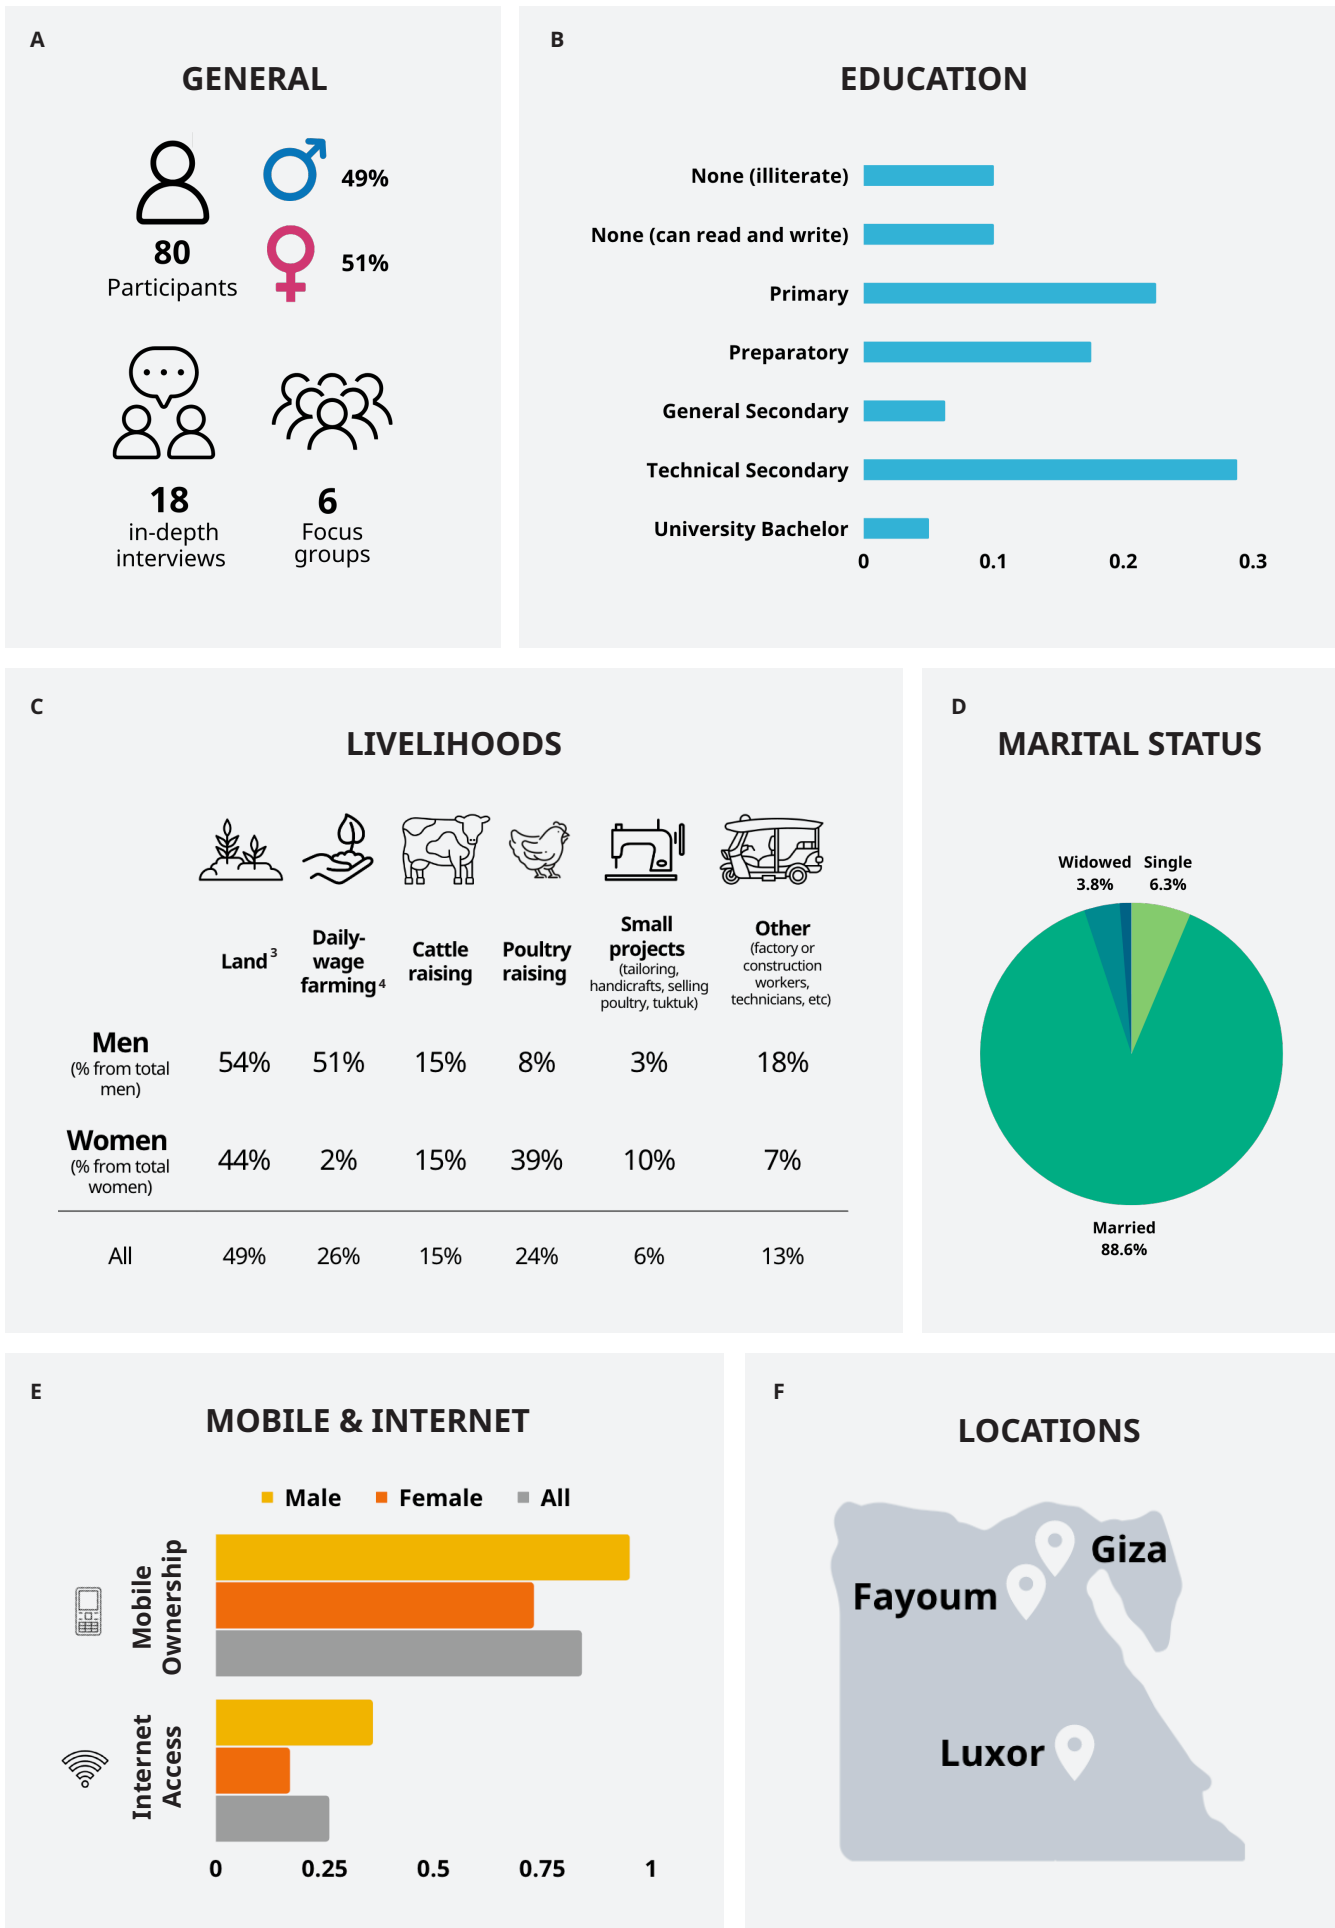 A
GENERAL
49%
51%
80
Participants
18
in-depth
interviews
6
Focus
groups
B
EDUCATION
None (illiterate)
None (can read and write)
Primary
Preparatory
General Secondary
Technical Secondary
University Bachelor
0 0.1 0.2 0.3
C
LIVELIHOODS
Land 3
Daily-
wage
farming 4
Cattle
raising
Poultry
raising
Small
projects
(tailoring,
handicrafts, selling
poultry, tuktuk)
Other
(factory or
construction
workers,
technicians, etc)
Men
(% from total
men)
54% 51% 15% 8% 3% 18%
Women
(% from total
women)
44% 2% 15% 39% 10% 7%
All 49% 26% 15% 24% 6% 13%
D
MARITAL STATUS
Widowed
3.8%
Single
6.3%
Married
88.6%
E
MOBILE & INTERNET
Male Female All
Mobile
Ownership
Internet
Access
0 0.25 0.5 0.75 1
F
LOCATIONS
Giza
Fayoum
Luxor